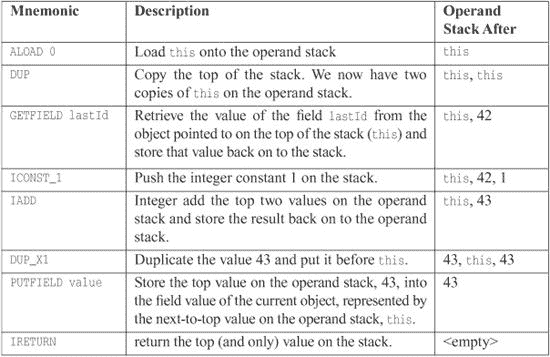 Mnemonic Description Operand
Stack After
ALOAD 0 Load this onto the operand stack this
DUP Copy the top of the stack. We now have two this, this
copies of this on the operand stack.
GETFIELD lastId Retrieve the value of the field lastId from the this, 42
object pointed to on the top of the stack (this) and
store that value back on to the stack.
ICONST_1 Push the integer constant 1 on the stack. this, 42, 1
IADD Integer add the top two values on the operand this, 43
stack and store the result back on to the operand
stack.
DUP_X1 Duplicate the value 43 and put it before this. 43, this, 43
PUTFIELD value Store the top value on the operand stack, 43, into 43
the field value of the current object, represented by
the next-to-top value on the operand stack, this.
IRETURN return the top (and only) value on the stack. <empty>